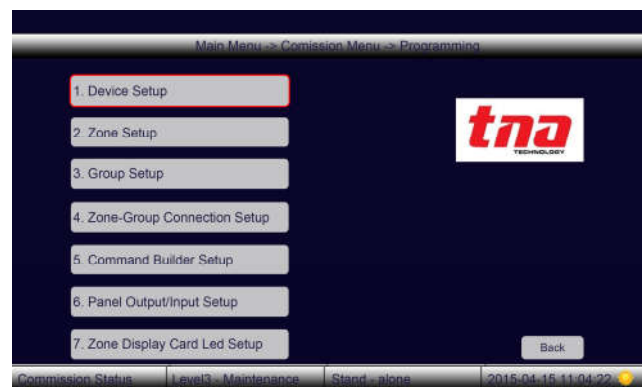 Main Menu -> Comission Menu -> Programming
1. Device Setup
2. Zone Setup
3. Group Setup
4. Zone-Group Connection Setup
5. Command Builder Setup
6. Panel Output/Input Setup
7. Zone Display Card Led Setup
tna
TECHNOLOGY
Back
Commission Status Level3 - Maintenance Stand - alone 2015-04-15 11:04:22